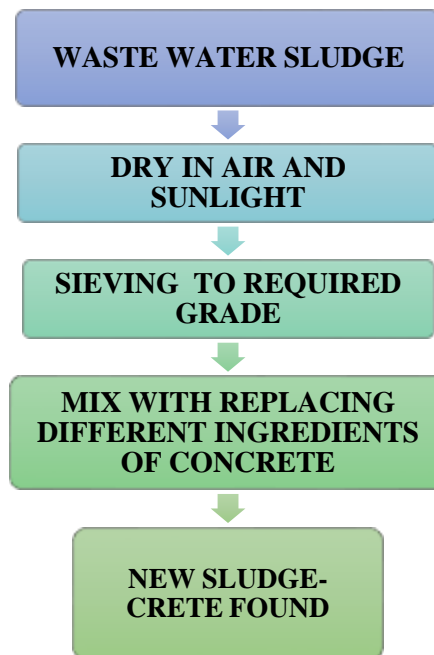 WASTE WATER SLUDGE
DRY IN AIR AND
SUNLIGHT
SIEVING TO REQUIRED
GRADE
MIX WITH REPLACING
DIFFERENT INGREDIENTS
OF CONCRETE
NEW SLUDGE-
CRETE FOUND